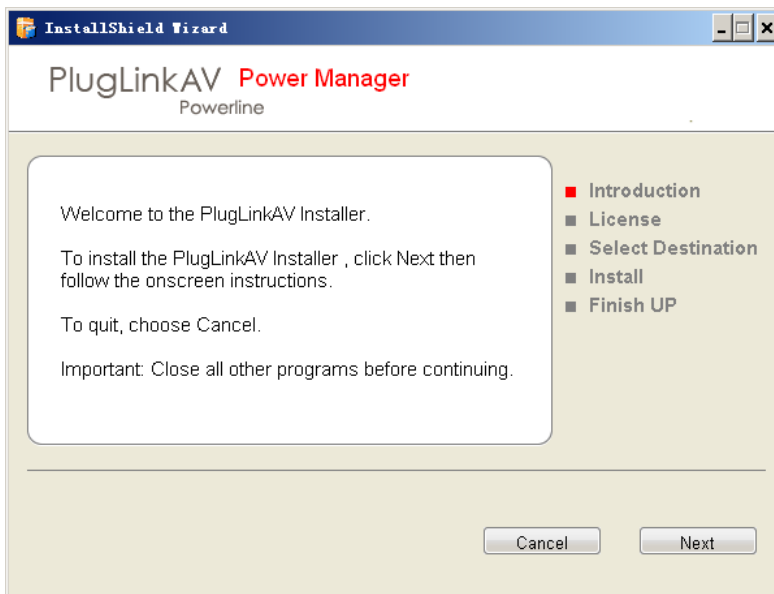 InstallShield Wizard
PlugLinkAV Power Manager
Powerline
Welcome to the PlugLinkAV Installer.
To install the PlugLinkAV Installer , click Next then
follow the onscreen instructions.
To quit, choose Cancel.
Important: Close all other programs before continuing.
Introduction
License
Select Destination
Install
Finish UP
Cancel
Next